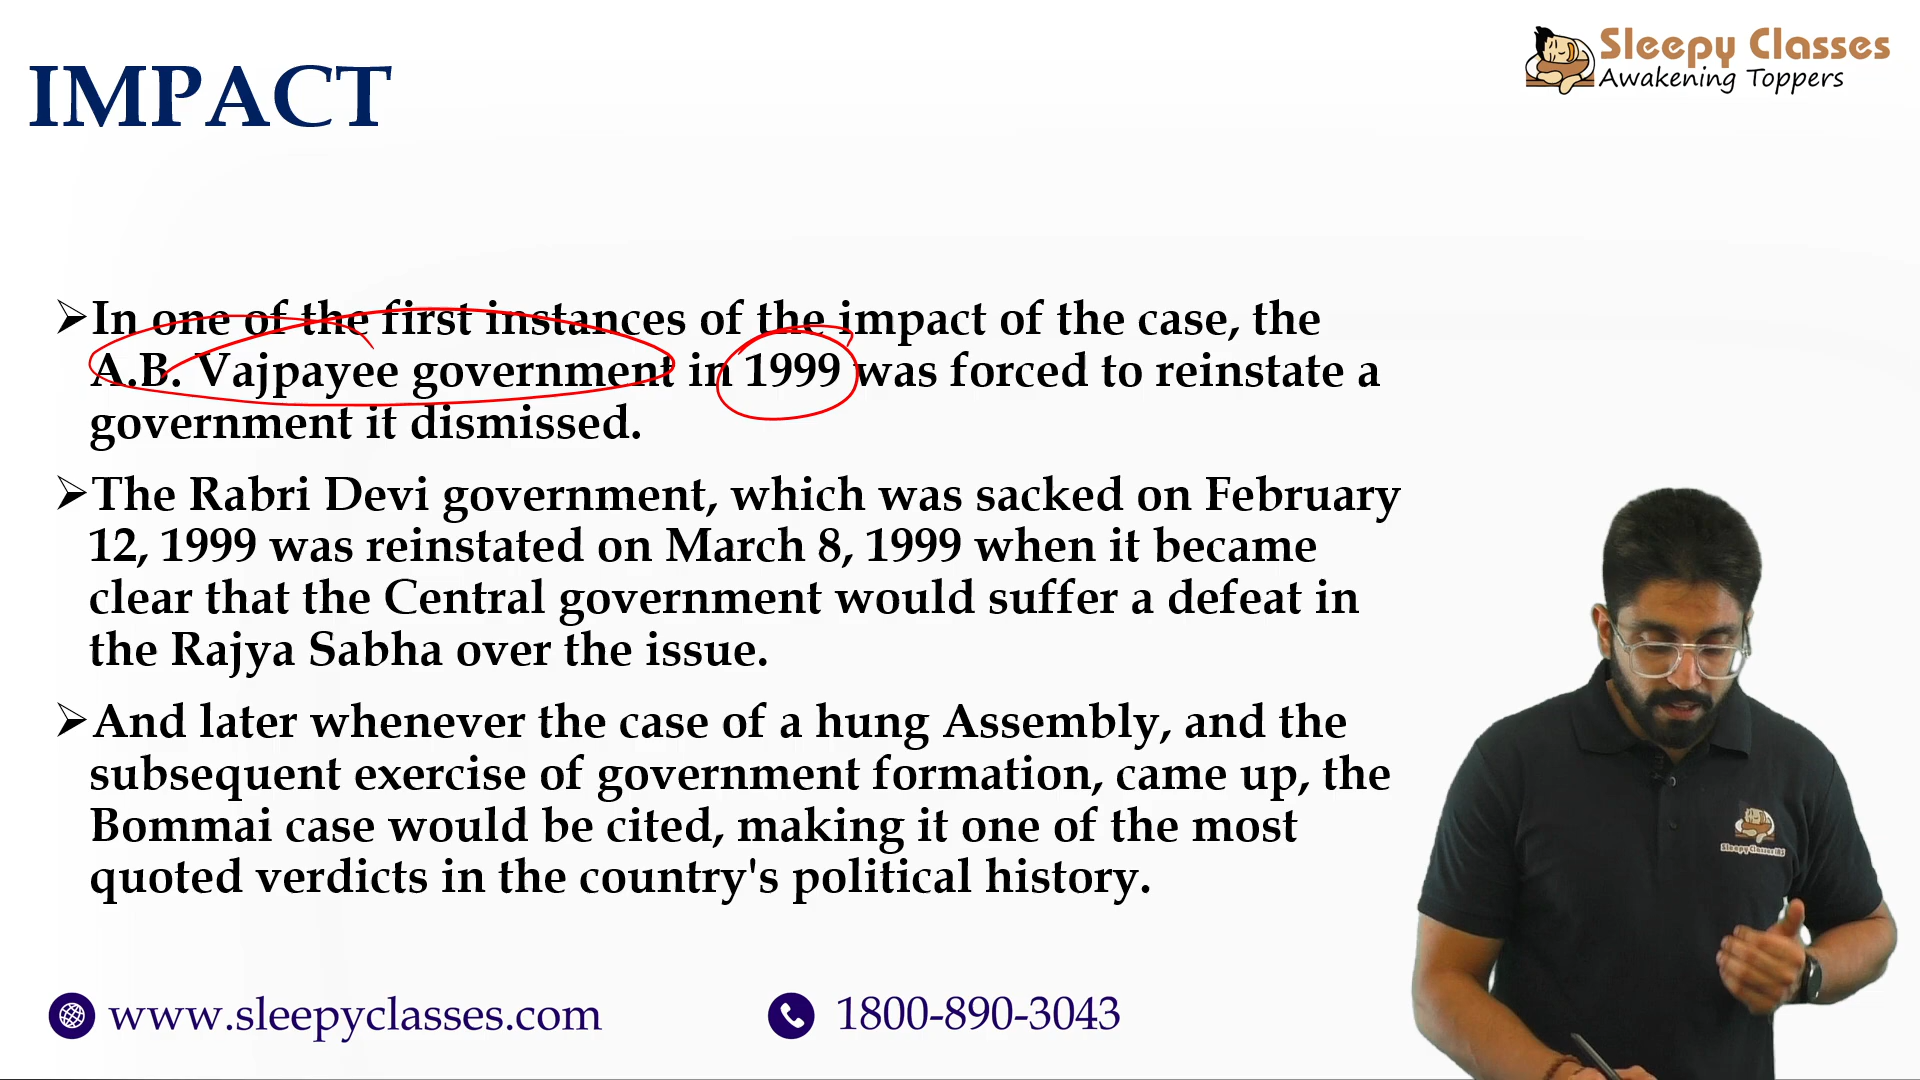 IMPACT
Sleepy Classes
Awakening Toppers
➢In one of the first instances of the impact of the case, the
A.B. Vajpayee government in 1999 was forced to reinstate a
government it dismissed.
➢The Rabri Devi government, which was sacked on February
12, 1999 was reinstated on March 8, 1999 when it became
clear that the Central government would suffer a defeat in
the Rajya Sabha over the issue.
➢And later whenever the case of a hung Assembly, and the
subsequent exercise of government formation, came up, the
Bommai case would be cited, making it one of the most
quoted verdicts in the country's political history.
Sleepy Classes IAS
www.sleepyclasses.com
1800-890-3043